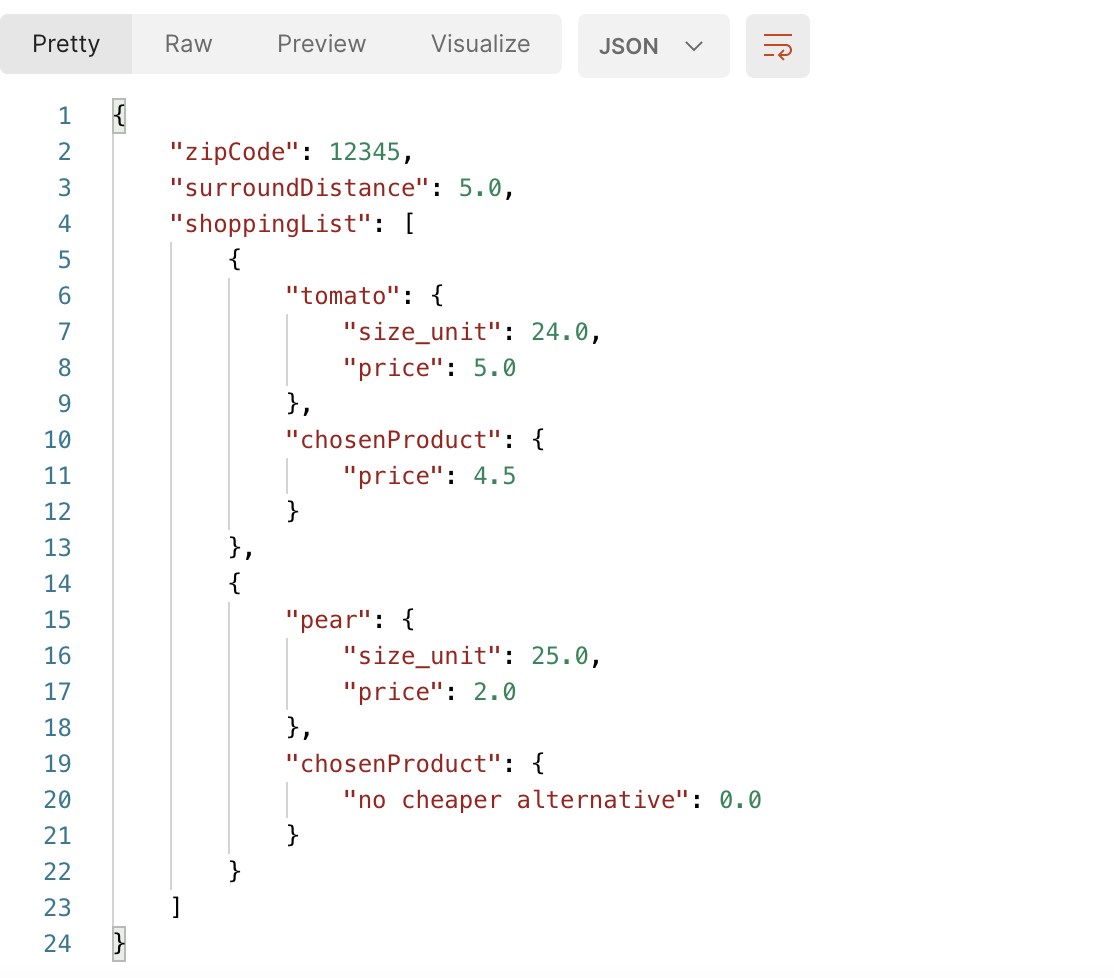 Pretty Raw Preview Visualize JSON
1 {
2 "zipCode": 12345,
3 "surroundDistance": 5.0,
4 "shoppingList": [
5 {
6 "tomato": {
7 "size_unit": 24.0,
8 "price": 5.0
9 },
10 "chosenProduct": {
11 "price": 4.5
12 }
13 },
14 {
15 "pear": {
16 "size_unit": 25.0,
17 "price": 2.0
18 },
19 "chosenProduct": {
20 "no cheaper alternative": 0.0
21 }
22 }
23 ]
24 }